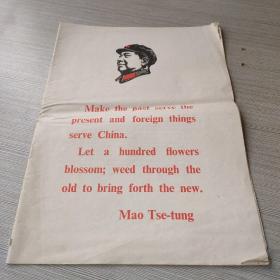 Make the past serve the
present and foreign things
serve China.
Let a hundred flowers
blossom; weed through the
old to bring forth the new.
Mao Tse-tung